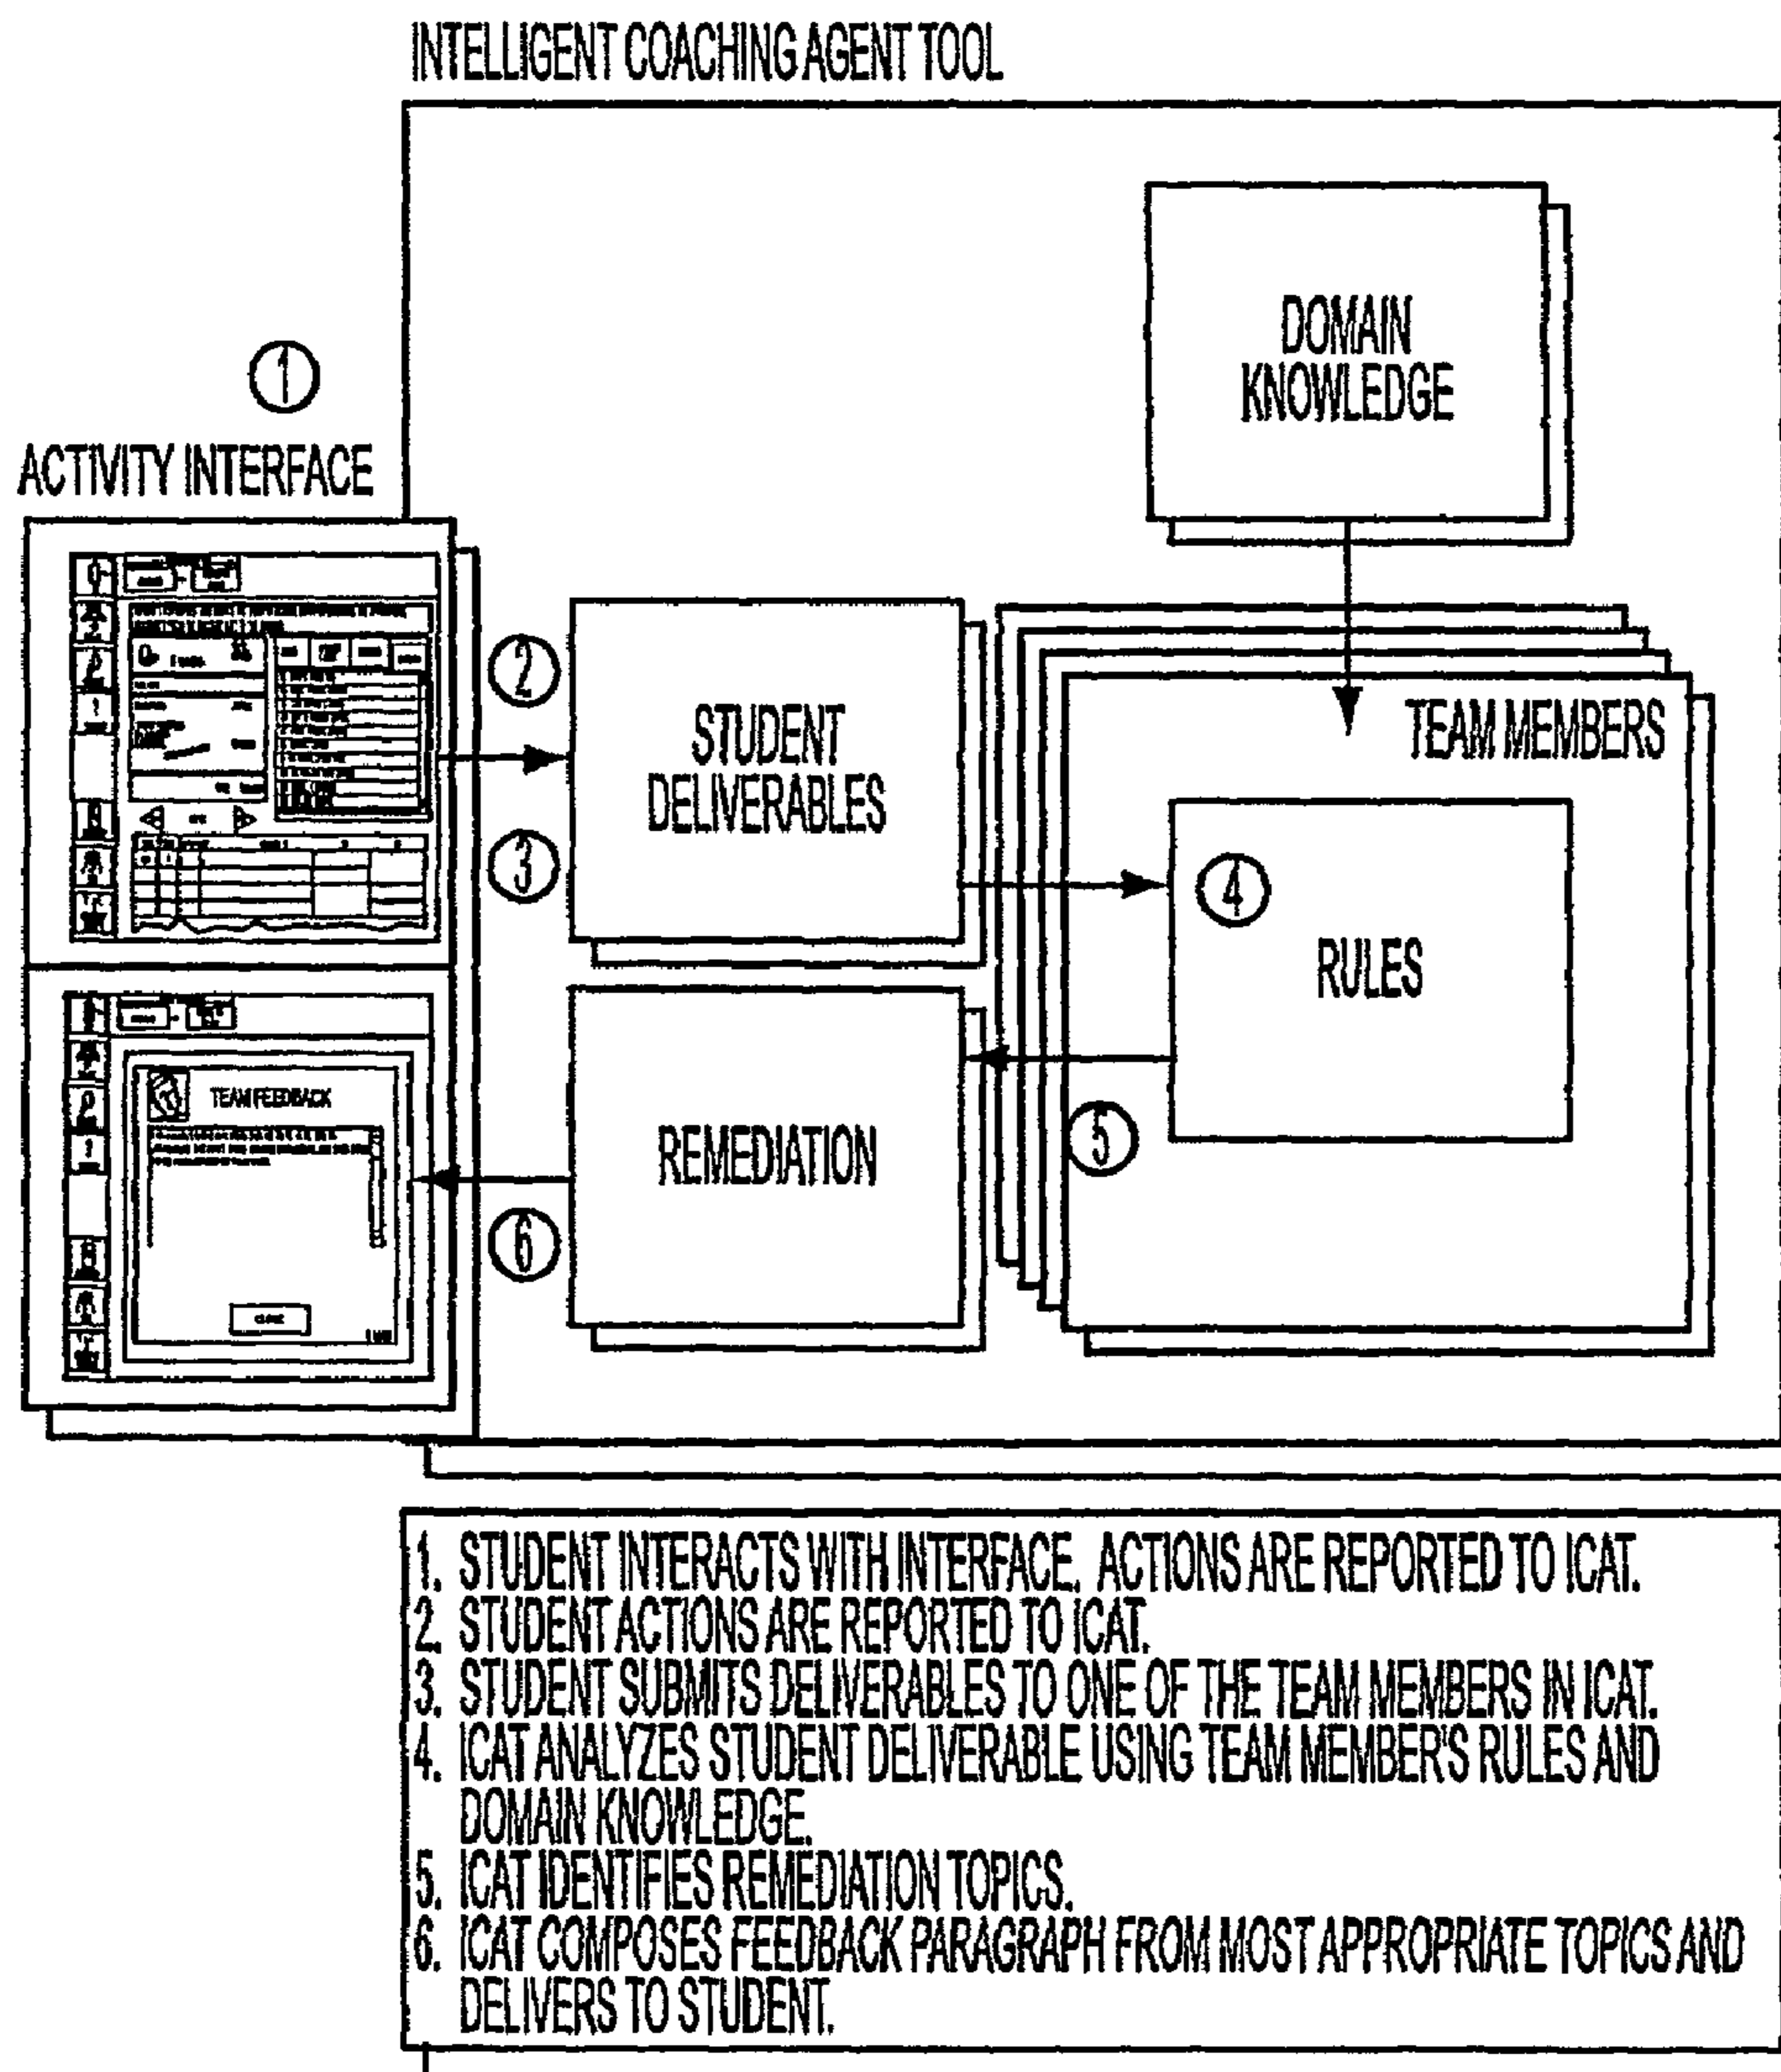 INTELLIGENT COACHING AGENT TOOL
1
ACTIVITY INTERFACE
DOMAIN
KNOWLEDGE
2
STUDENT
DELIVERABLES
3
TEAM MEMBERS
4
RULES
TEAM FEEDBACK
REMEDIATION
5
6
1. STUDENT INTERACTS WITH INTERFACE. ACTIONS ARE REPORTED TO ICAT.
2. STUDENT ACTIONS ARE REPORTED TO ICAT.
3. STUDENT SUBMITS DELIVERABLES TO ONE OF THE TEAM MEMBERS IN ICAT.
4. ICAT ANALYZES STUDENT DELIVERABLE USING TEAM MEMBER'S RULES AND
DOMAIN KNOWLEDGE.
5. ICAT IDENTIFIES REMEDIATION TOPICS.
6. ICAT COMPOSES FEEDBACK PARAGRAPH FROM MOST APPROPRIATE TOPICS AND
DELIVERS TO STUDENT.